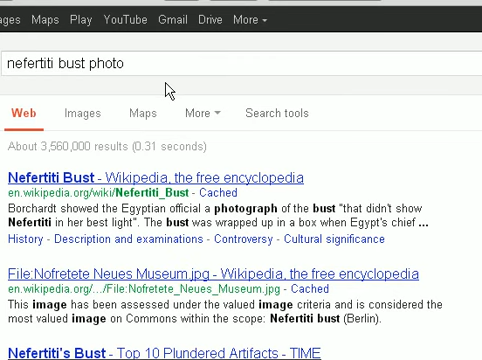 ages Maps Play YouTube Gmail Drive More
nefertiti bust photo
Web Images Maps More Search tools
About 3,560,000 results (0.31 seconds)
Nefertiti Bust - Wikipedia, the free encyclopedia
en.wikipedia.org/wiki/Nefertiti_Bust - Cached
Borchardt showed the Egyptian official a photograph of the bust "that didn't show
Nefertiti in her best light". The bust was wrapped up in a box when Egypt's chief ...
History - Description and examinations - Controversy - Cultural significance
File:Nofretete Neues Museum.jpg - Wikipedia, the free encyclopedia
en.wikipedia.org/.../File:Nofretete_Neues_Museum.jpg - Cached
This image has been assessed under the valued image criteria and is considered the
most valued image on Commons within the scope: Nefertiti bust (Berlin).
Nefertiti's Bust - Top 10 Plundered Artifacts - TIME